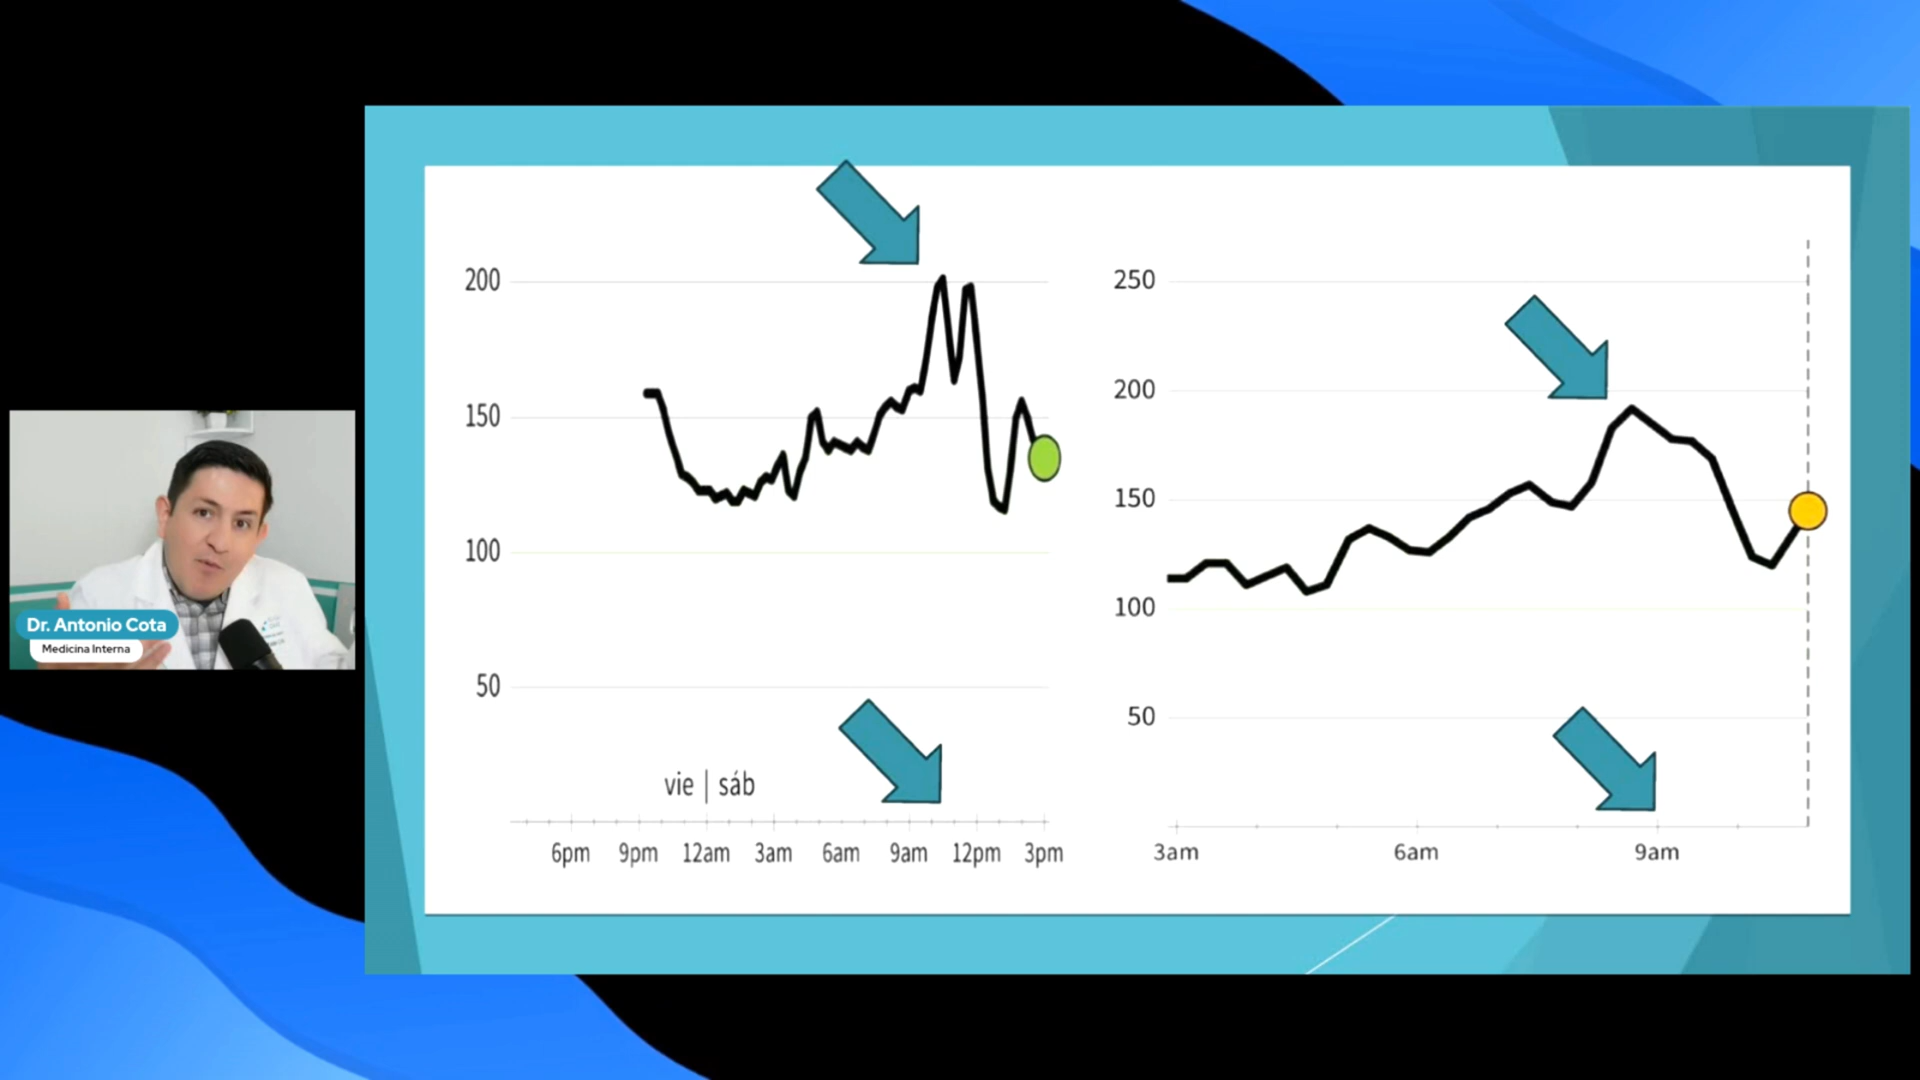 Dr. Antonio Cota
Medicina Interna
200
150
100
50
vie | sáb
6pm 9pm 12am 3am 6am 9am 12pm 3pm
250
200
150
100
50
3am 6am 9am